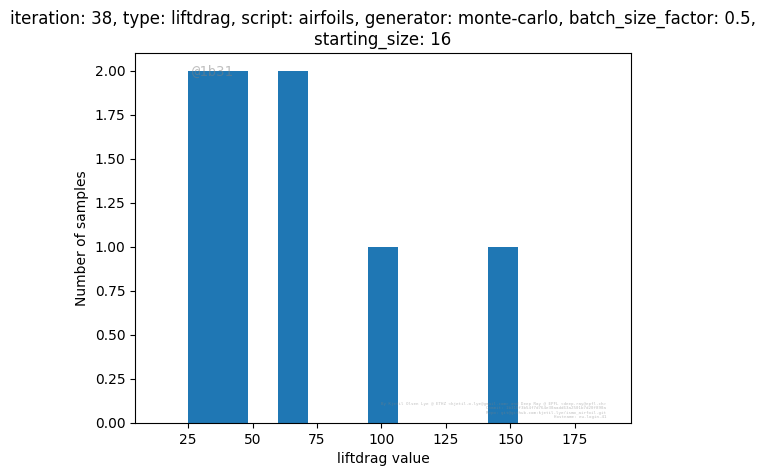 iteration: 38, type: liftdrag, script: airfoils, generator: monte-carlo, batch_size_factor: 0.5,
starting_size: 16
2.00
1.75
1.50
1.25
1.00
0.75
0.50
0.25
0.00
Number of samples
25 50 75 100 125 150 175
liftdrag value